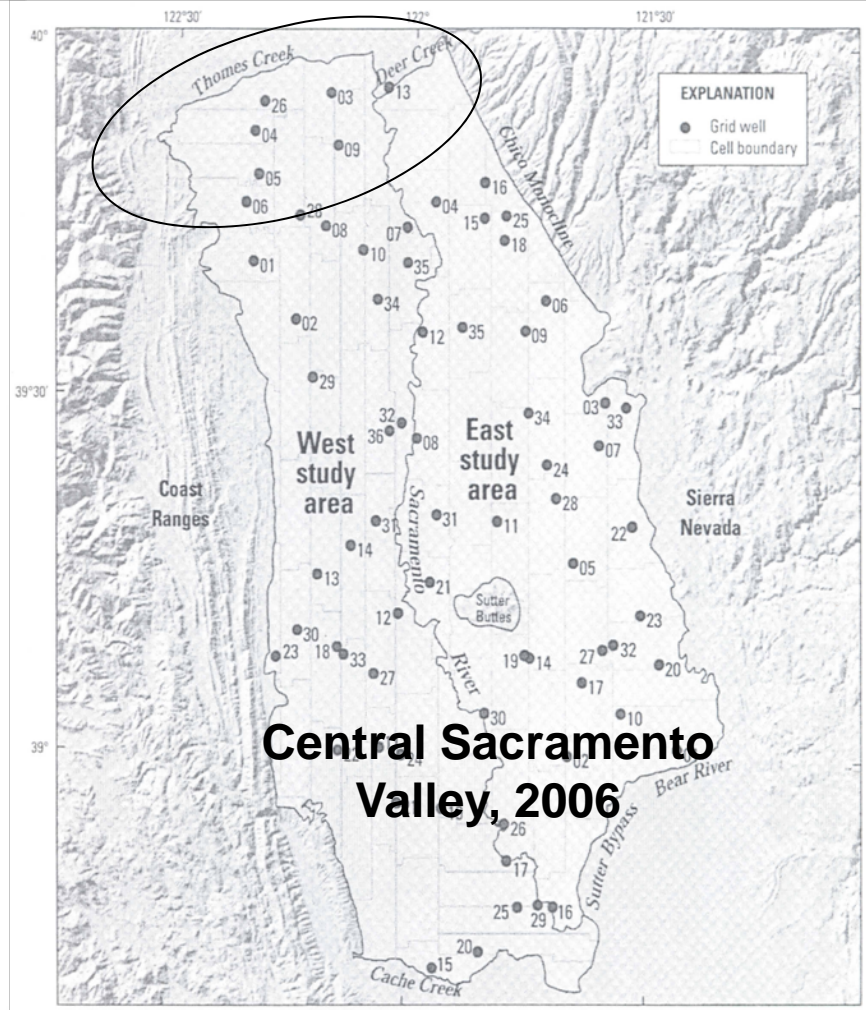 122°30'
122°
121°30'
40°
Thomes Creek
Deer Creek
13
03
26
EXPLANATION
Grid well
Cell boundary
04
09
Chico Monocline
05
16
06
04
28
15
25
08
07
18
10
01
35
34
06
02
12
35
09
29
39°30'
03
33
34
32
36
08
07
West
study
area
East
study
area
24
28
Coast
Ranges
Sierra
Nevada
Sacramento
31
31
11
22
14
05
13
21
Sutter
Buttes
12
23
30
23
18
33
19
14
27
32
20
27
17
River
30
10
39°
Central Sacramento
Valley, 2006
22
24
02
Bear River
26
Sutter Bypass
17
25
29
16
20
15
Cache Creek